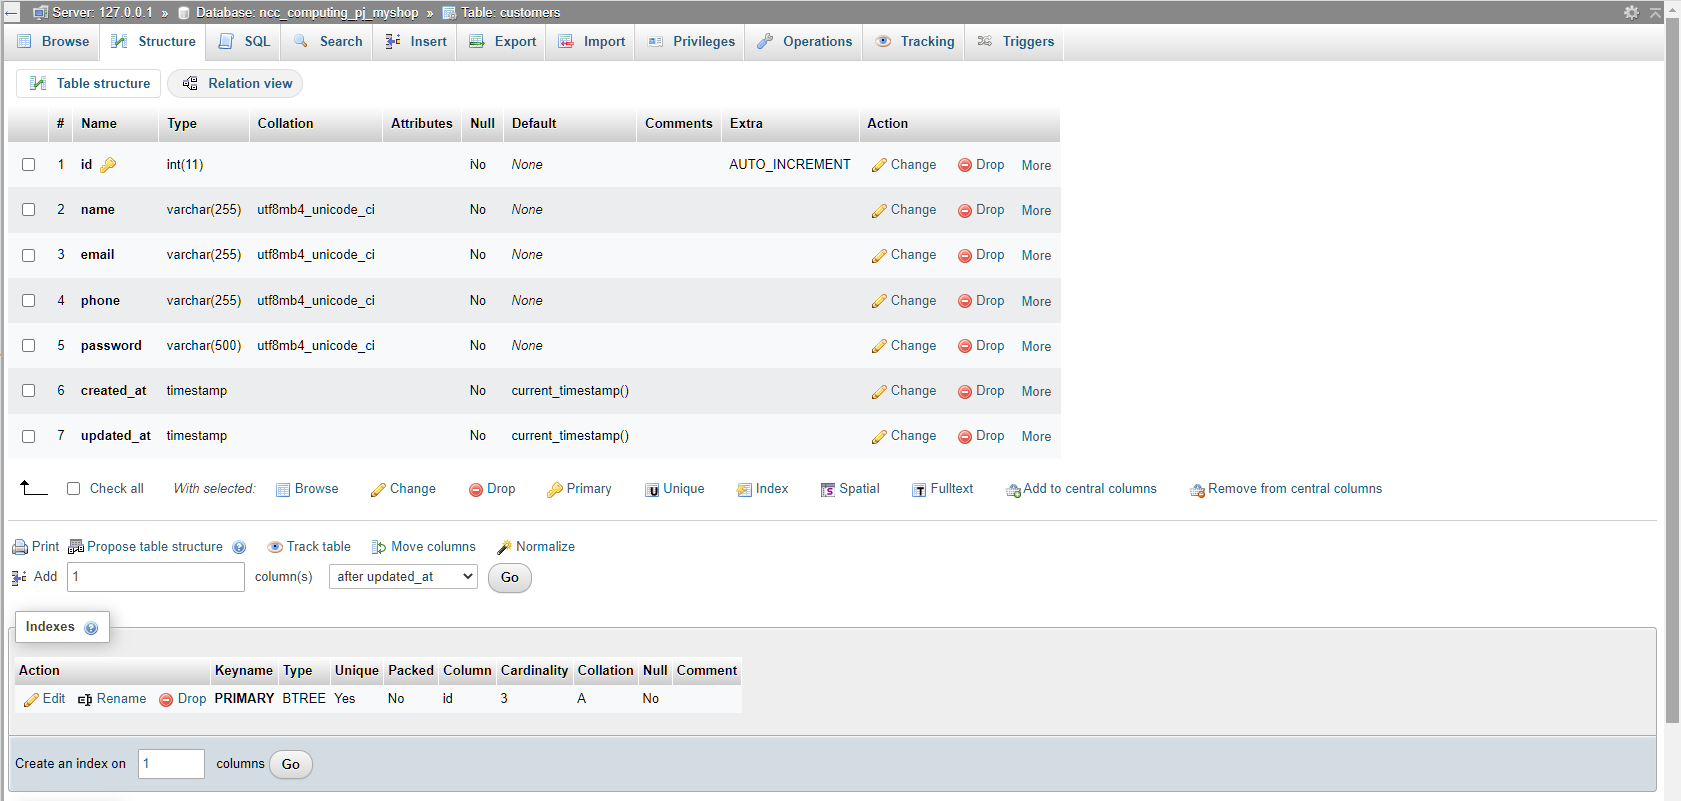 Server: 127.0.0.1 » Database: ncc_computing_pj_myshop » Table: customers
Browse Structure SQL Search Insert Export Import Privileges Operations Tracking Triggers
Table structure Relation view
# Name Type Collation Attributes Null Default Comments Extra Action
1 id int(11) No None AUTO_INCREMENT Change Drop More
2 name varchar(255) utf8mb4_unicode_ci No None Change Drop More
3 email varchar(255) utf8mb4_unicode_ci No None Change Drop More
4 phone varchar(255) utf8mb4_unicode_ci No None Change Drop More
5 password varchar(500) utf8mb4_unicode_ci No None Change Drop More
6 created_at timestamp No current_timestamp() Change Drop More
7 updated_at timestamp No current_timestamp() Change Drop More
Check all With selected: Browse Change Drop Primary Unique Index Spatial Fulltext Add to central columns Remove from central columns
Print Propose table structure Track table Move columns Normalize
Add 1 column(s) after updated_at Go
Indexes
Action Keyname Type Unique Packed Column Cardinality Collation Null Comment
Edit Rename Drop PRIMARY BTREE Yes No id 3 A No
Create an index on 1 columns Go